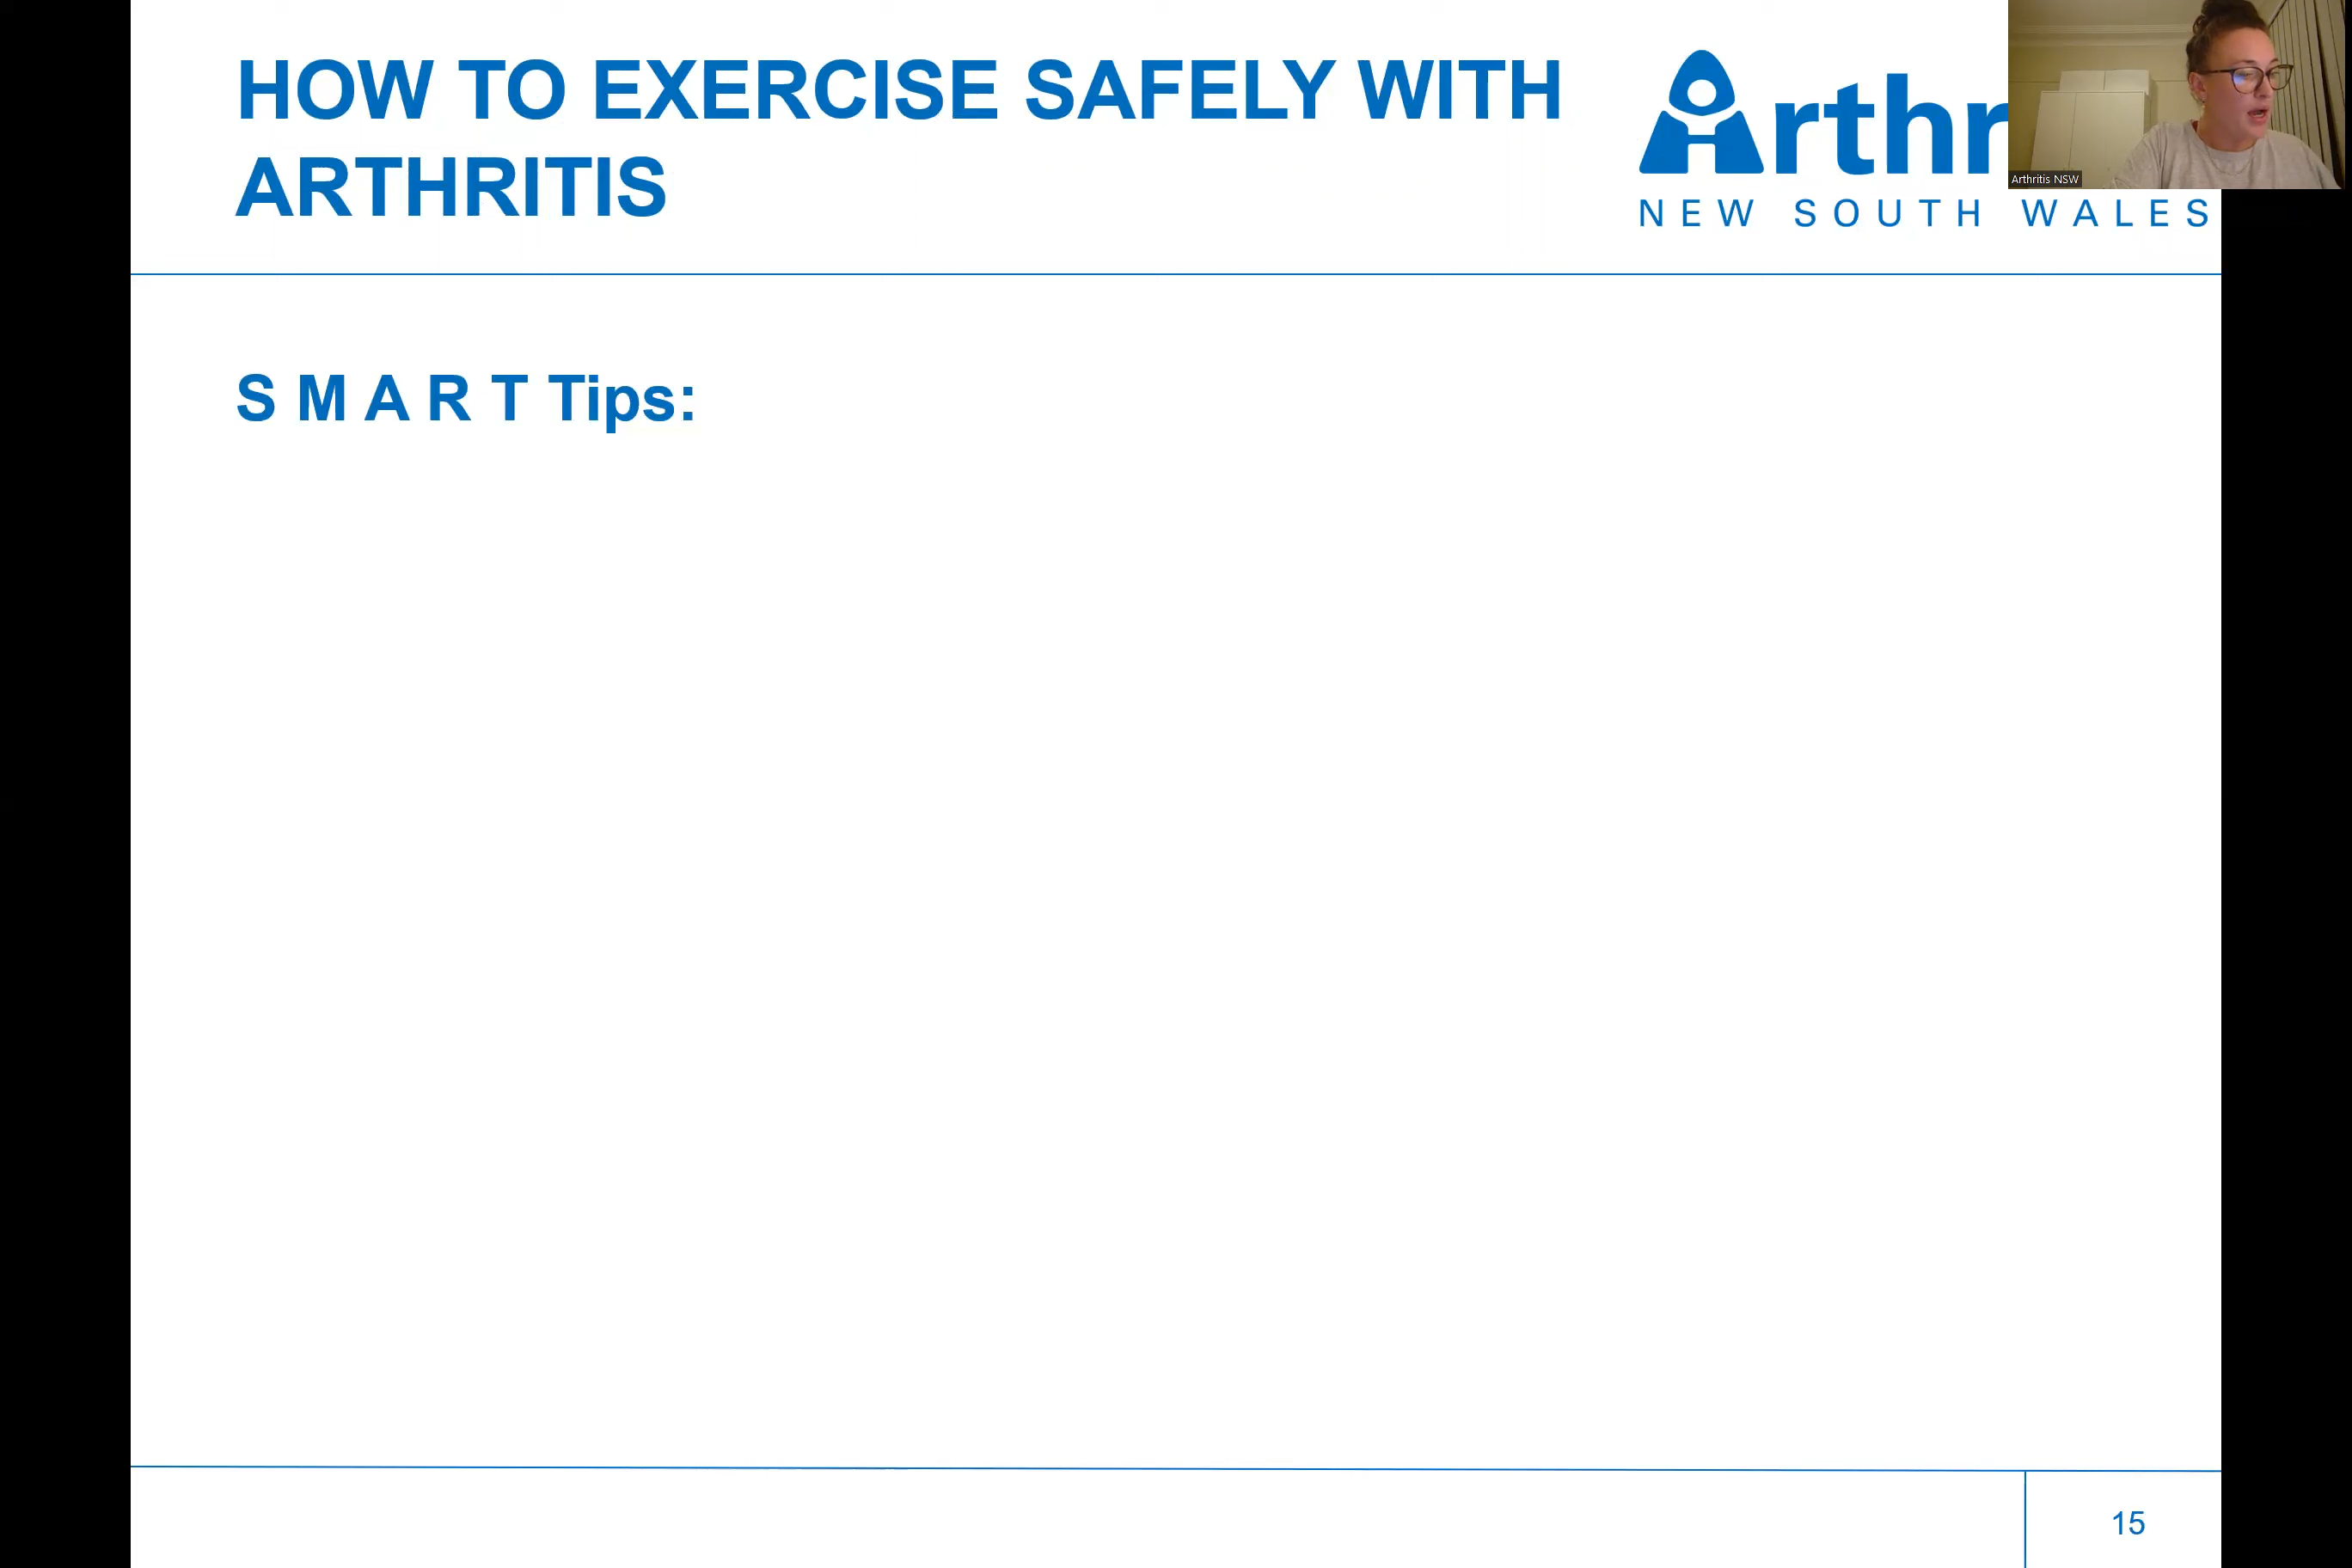 HOW TO EXERCISE SAFELY WITH
ARTHRITIS
Arthr
NEW SOUTH WALES
Arthritis NSW
S M A R T Tips:
15